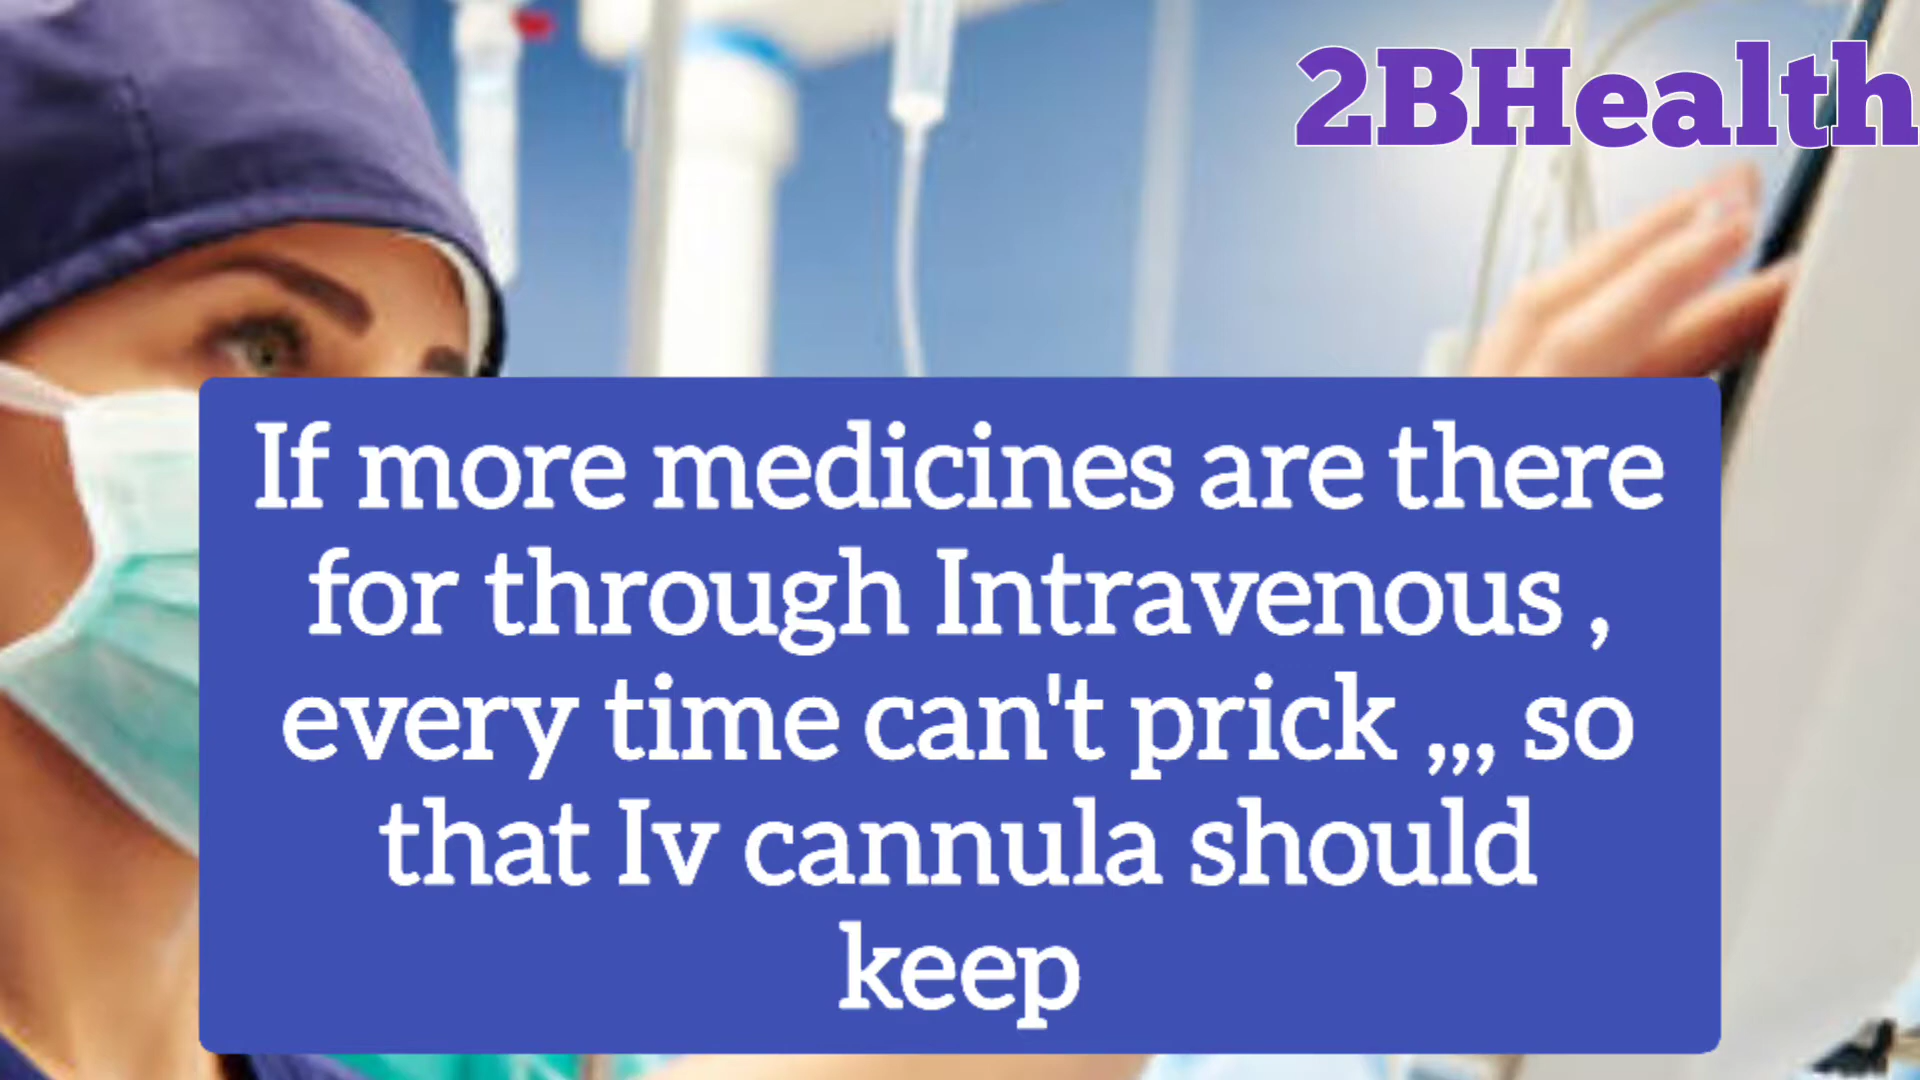 2BHealth
If more medicines are there
for through Intravenous ,
every time can't prick ,,, so
that Iv cannula should
keep